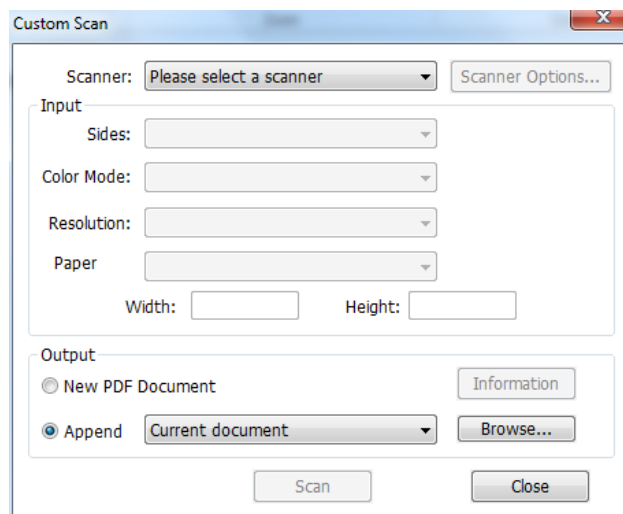 Custom Scan
Scanner: Please select a scanner Scanner Options...
Input
Sides:
Color Mode:
Resolution:
Paper
Width: Height:
Output
New PDF Document Information
Append Current document Browse...
Scan Close